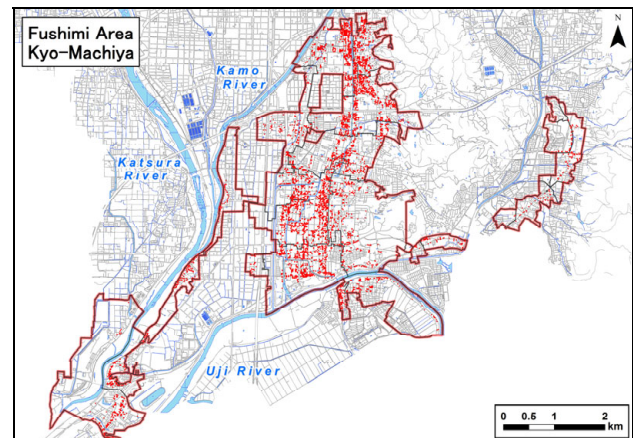 Fushimi Area
Kyo-Machiya
N
Kamo
River
Katsura
River
Uji River
0 0.5 1 2
km